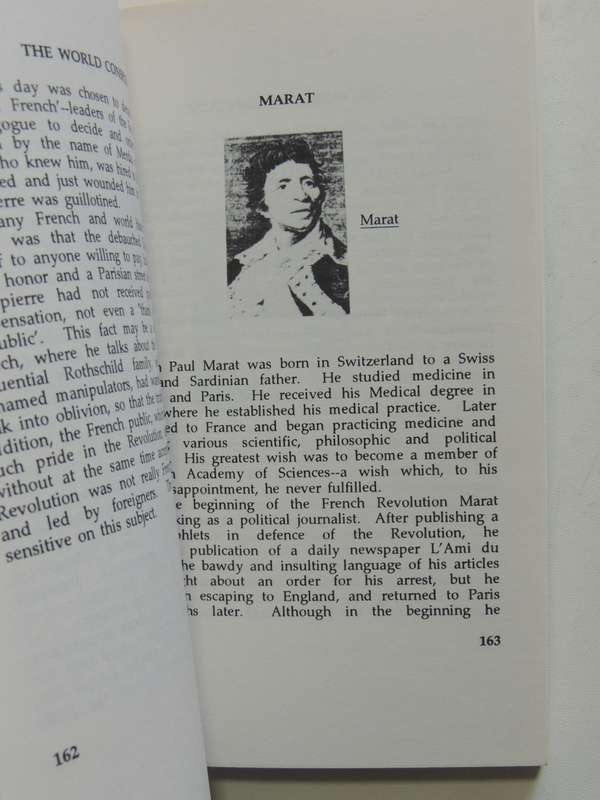 THE WORLD
s day was chosen to
French'--leaders of the
gogue to decide and
by the name of
ho knew him, was hired
ed and just wounded him
erre was guillotined.
any French and world
was that the debauched
f to anyone willing to pay
honor and a Parisian street
pierre had not received
ensation, not even a
public'. This fact may be a
ch, where he talks about
uential Rothschild family,
named manipulators, had
k into oblivion, so that the
ddition, the French public,
uch pride in the Revolution
without at the same time
Revolution was not really
and led by foreigners.
sensitive on this subject.
162
MARAT
Marat
Paul Marat was born in Switzerland to a Swiss
and Sardinian father. He studied medicine in
and Paris. He received his Medical degree in
where he established his medical practice. Later
ed to France and began practicing medicine and
various scientific, philosophic and political
His greatest wish was to become a member of
Academy of Sciences--a wish which, to his
sappointment, he never fulfilled.
e beginning of the French Revolution Marat
king as a political journalist. After publishing a
phlets in defence of the Revolution, he
publication of a daily newspaper L'Ami du
he bawdy and insulting language of his articles
ght about an order for his arrest, but he
n escaping to England, and returned to Paris
hs later. Although in the beginning he
163